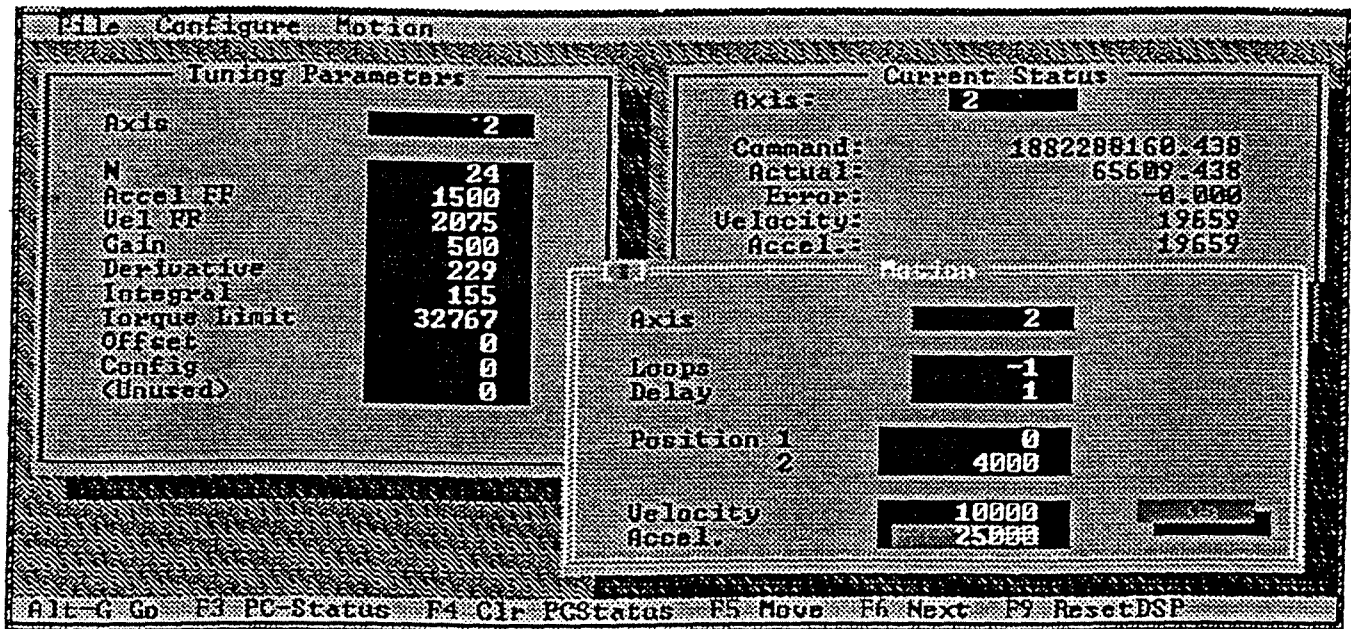 File Configure Motion
Tuning Parameters
Axis 2
N 24
Accel FF 1500
Vel FF 2075
Gain 500
Derivative 229
Integral 155
Torque Limit 32767
Offset 0
Config 0
(Unused) 0
Current Status
Axis: 2
Command: 1882288160.438
Actual: 65609.438
Error: -0.000
Velocity: 19659
Accel.: 19659
Motion
Axis 2
Loops -1
Delay 1
Position 1 0
2 4000
Velocity 10000
Accel. 25000
Alt-G Go F3 PC-Status F4 Clr PCStatus F5 Move F6 Next F9 ResetDSP